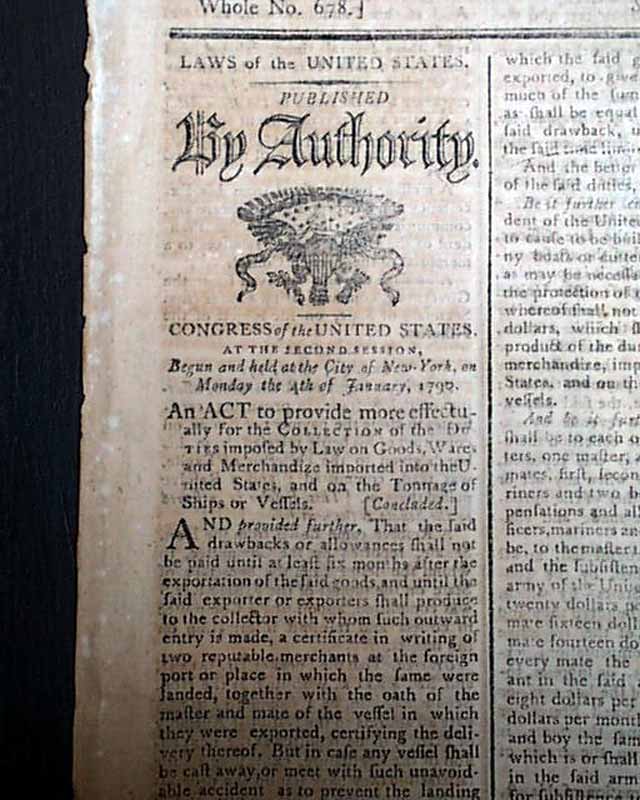 Whole No. 678.]
LAWS of the UNITED STATES.
PUBLISHED
By Authority.
CONGRESS of the UNITED STATES.
AT THE SECOND SESSION,
Begun and held at the City of New-York, on
Monday the 4th of January, 1790.
An ACT to provide more effectu-
ally for the COLLECTION of the DU-
TIES imposed by Law on Goods, Wares
and Merchandize imported into the U-
nited States, and on the Tonnage of
Ships or Veſſels. [Concluded.]
AND provided further, That the ſaid
drawbacks or allowances ſhall not
be paid until at leaſt ſix months after the
exportation of the ſaid goods, and until the
ſaid exporter or exporters ſhall produce
to the collector with whom ſuch outward
entry is made, a certificate in writing of
two reputable merchants at the foreign
port or place in which the ſame were
landed, together with the oath of the
maſter and mate of the veſſel in which
they were exported, certifying the deli-
very thereof. But in caſe any veſſel ſhall
be caſt away, or meet with ſuch unavoid-
able accident as to prevent the landing
which the ſaid
exported, to give
much of the ſum
as ſhall be equal
ſaid drawback,
the ſaid
And the better
of the ſaid duties,
Be it further
dent of the United
to cauſe to be buil
ny boats or cutter
as may be neceſſa
the protection of
whereof ſhall not
dollars, which ſh
product of the du
merchandize, imp
States, and on th
veſſels.
And be it furt
ſhall be to each o
ters, one maſter,
mates, firſt, ſecon
riners and two b
penſations and all
ficers, mariners an
be, to the maſter
and the ſubſiſten
army of the Unit
twenty dollars p
mate ſixteen doll
mate fourteen do
every mate the
ant in the ſaid
eight dollars per
dollars per mont
and boy the ſam
which is or ſhall
in the ſaid arm
for ſubſiſtence